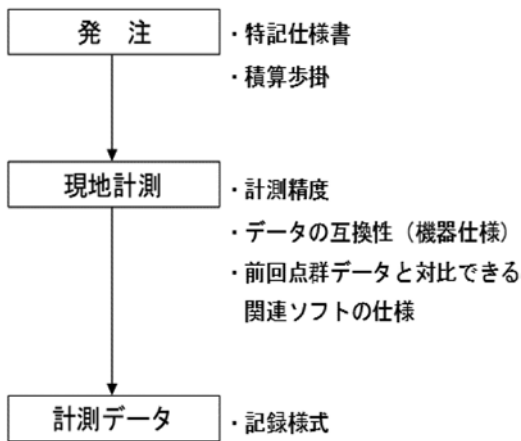 発 注
・特記仕様書
・積算歩掛
現地計測
・計測精度
・データの互換性（機器仕様）
・前回点群データと対比できる
関連ソフトの仕様
計測データ
・記録様式